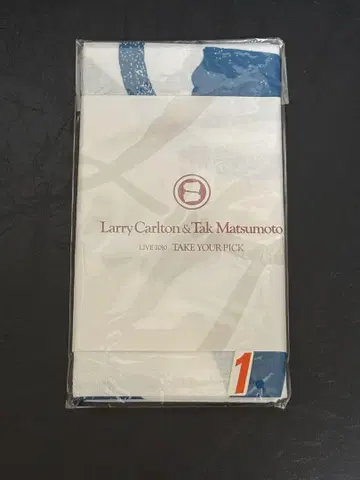 Larry Carlton & Tak Matsumoto
LIVE 2010 TAKE YOUR PICK
1